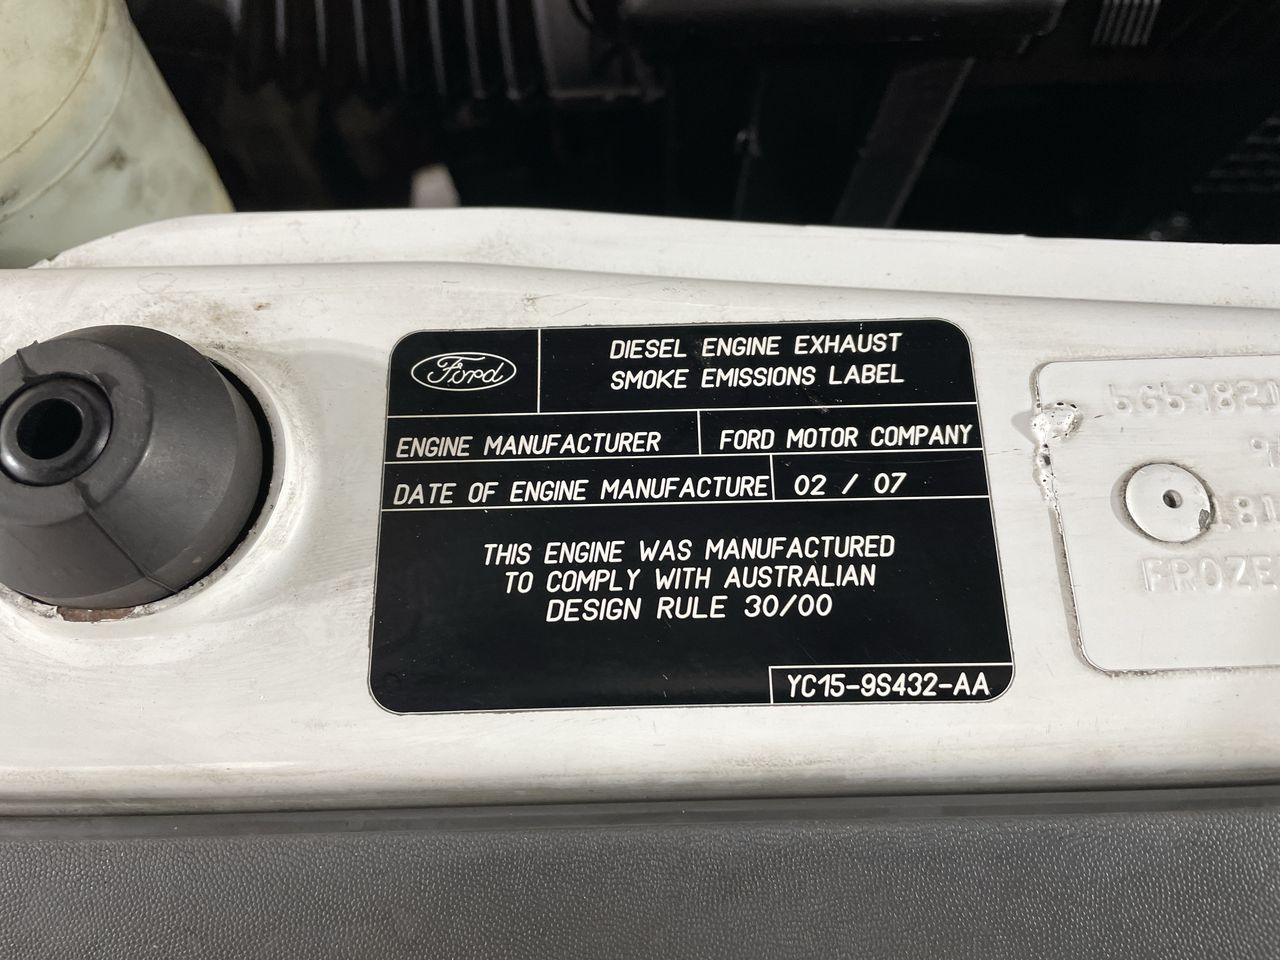 Ford
DIESEL ENGINE EXHAUST
SMOKE EMISSIONS LABEL
ENGINE MANUFACTURER
FORD MOTOR COMPANY
DATE OF ENGINE MANUFACTURE
02 / 07
THIS ENGINE WAS MANUFACTURED
TO COMPLY WITH AUSTRALIAN
DESIGN RULE 30/00
YC15-9S432-AA
FROZE